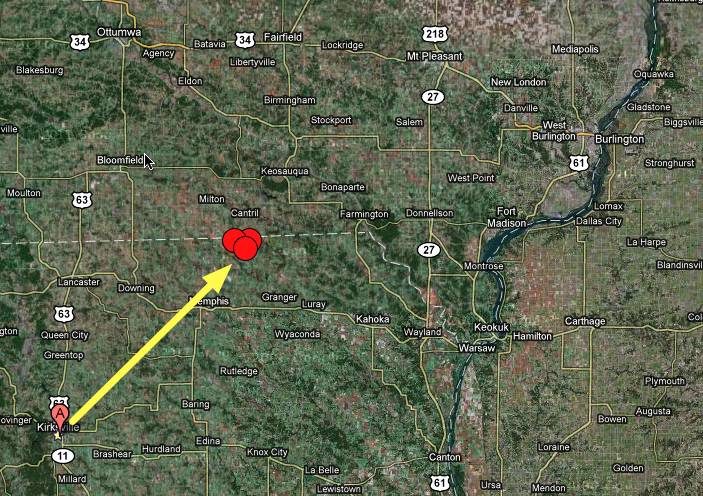 34
Ottumwa
Agency
Batavia
34
Fairfield
Lockridge
218
Mt Pleasant
Mediapolis
Blakesburg
Eldon
Libertyville
Oquawka
New London
Birmingham
27
Danville
Gladstone
Stockport
Salem
West
Burlington
Burlington
Biggsville
ville
Bloomfield
61
Stronghurst
Keosauqua
West Point
Moulton
63
Milton
Bonaparte
Cantril
Farmington
Donnellson
Fort
Madison
Lomax
Dallas City
La Harpe
27
Montrose
Blandinsvi
Lancaster
Downing
Memphis
Granger
Luray
63
Kahoka
Queen City
Wyaconda
Wayland
Keokuk
Hamilton
Carthage
Warsaw
Greentop
Rutledge
Plymouth
A
Baring
Augusta
Kirksville
Bowen
Edina
11
Brashear
Hurdland
Knox City
Canton
Loraine
La Belle
Golden
Millard
Lewistown
61
Ursa
Mendon